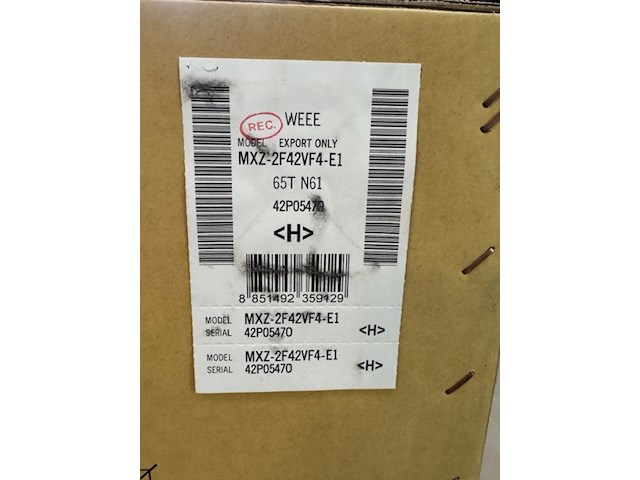 REC. WEEE
MODEL EXPORT ONLY
MXZ-2F42VF4-E1
65T N61
42P05470
<H>
8 851492 359129
MODEL MXZ-2F42VF4-E1
SERIAL 42P05470 <H>
MODEL MXZ-2F42VF4-E1
SERIAL 42P05470 <H>